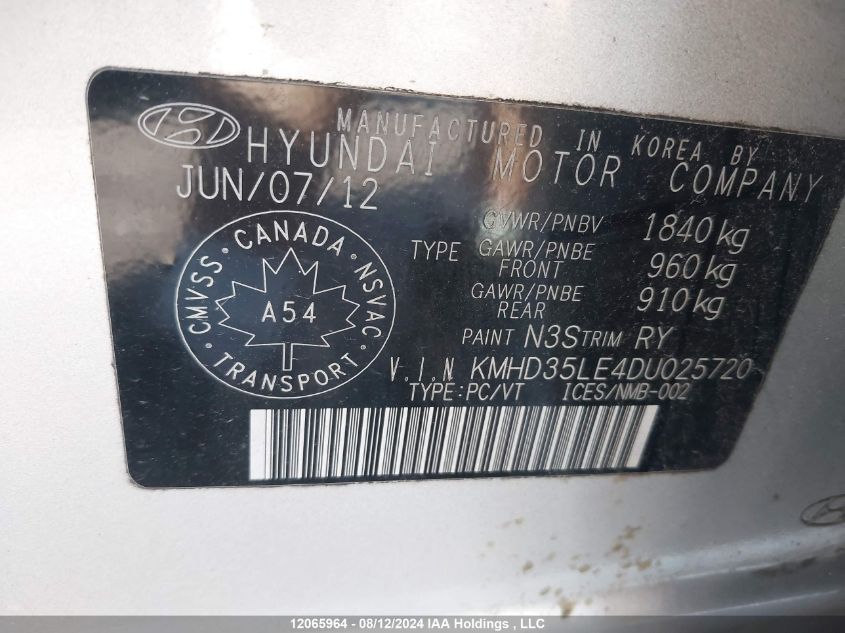 MANUFACTURED IN KOREA BY
HYUNDAI MOTOR COMPANY
JUN/07/12
GVWR/PNBV 1840 kg
TYPE GAWR/PNBE FRONT 960 kg
GAWR/PNBE REAR 910 kg
PAINT N3S TRIM RY
V.I.N KMHD35LE4DU025720
TYPE:PC/VT ICES/NMB-002
CANADA · NSVAC · TRANSPORT · CMVSS ·
A54
12065964 - 08/12/2024 IAA Holdings, LLC